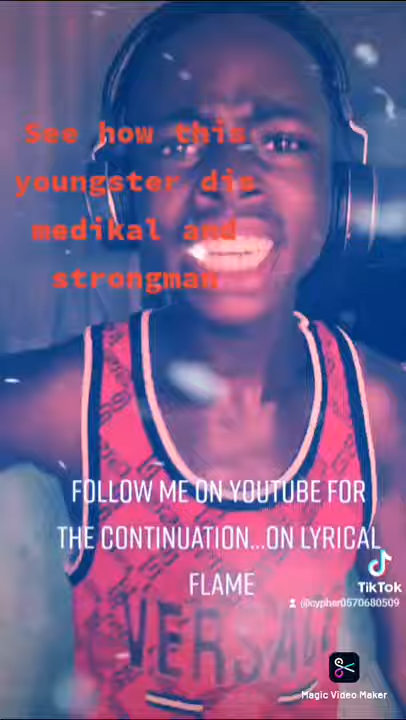 See how this
youngster dis
medikal and
strongman
FOLLOW ME ON YOUTUBE FOR
THE CONTINUATION...ON LYRICAL
FLAME
TikTok
@cypher0570680509
VERSACE
Magic Video Maker